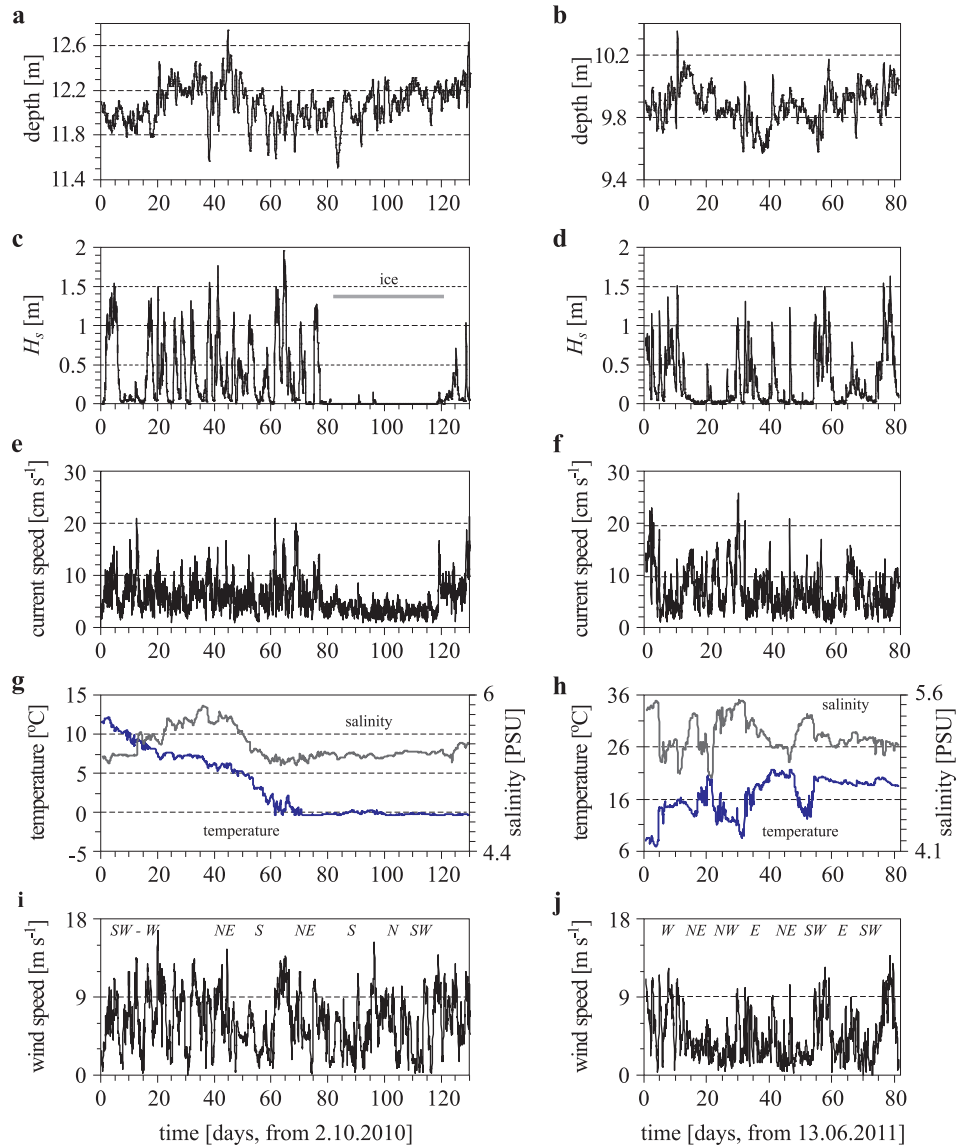 a
b
12.6
12.2
11.8
11.4
depth [m]
0 20 40 60 80 100 120
10.2
9.8
9.4
depth [m]
0 20 40 60 80
c
d
2
1.5
1
0.5
0
Hs [m]
ice
0 20 40 60 80 100 120
2
1.5
1
0.5
0
Hs [m]
0 20 40 60 80
e
f
30
20
10
0
current speed [cm s-1]
0 20 40 60 80 100 120
30
20
10
0
current speed [cm s-1]
0 20 40 60 80
g
h
15
10
5
0
-5
temperature [ºC]
salinity
temperature
6
4.4
salinity [PSU]
0 20 40 60 80 100 120
36
26
16
6
temperature [ºC]
salinity
temperature
5.6
4.1
salinity [PSU]
0 20 40 60 80
i
j
18
9
0
wind speed [m s-1]
SW - W NE S NE S N SW
0 20 40 60 80 100 120
time [days, from 2.10.2010]
18
9
0
wind speed [m s-1]
W NE NW E NE SW E SW
0 20 40 60 80
time [days, from 13.06.2011]